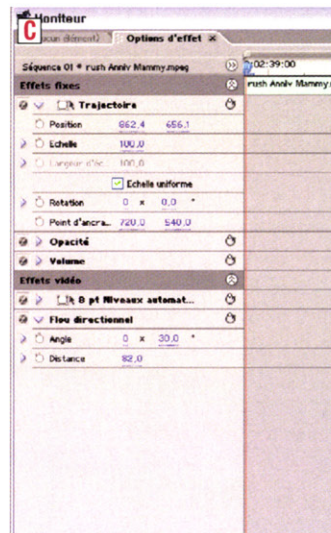 Moniteur
C
aucun élément)
Options d'effet ×
Séquence 01 * rush Anniv Mammy.mpeg
02:39:00
Effets fixes
rush Anniv Mammy.
Trajectoire
Position 862,4 656,1
Echelle 100,0
Largeur d'éc... 100,0
Echelle uniforme
Rotation 0 x 0,0 °
Point d'ancra... 720,0 540,0
Opacité
Volume
Effets vidéo
8 pt Niveaux automat...
Flou directionnel
Angle 0 x 30,0 °
Distance 82,0